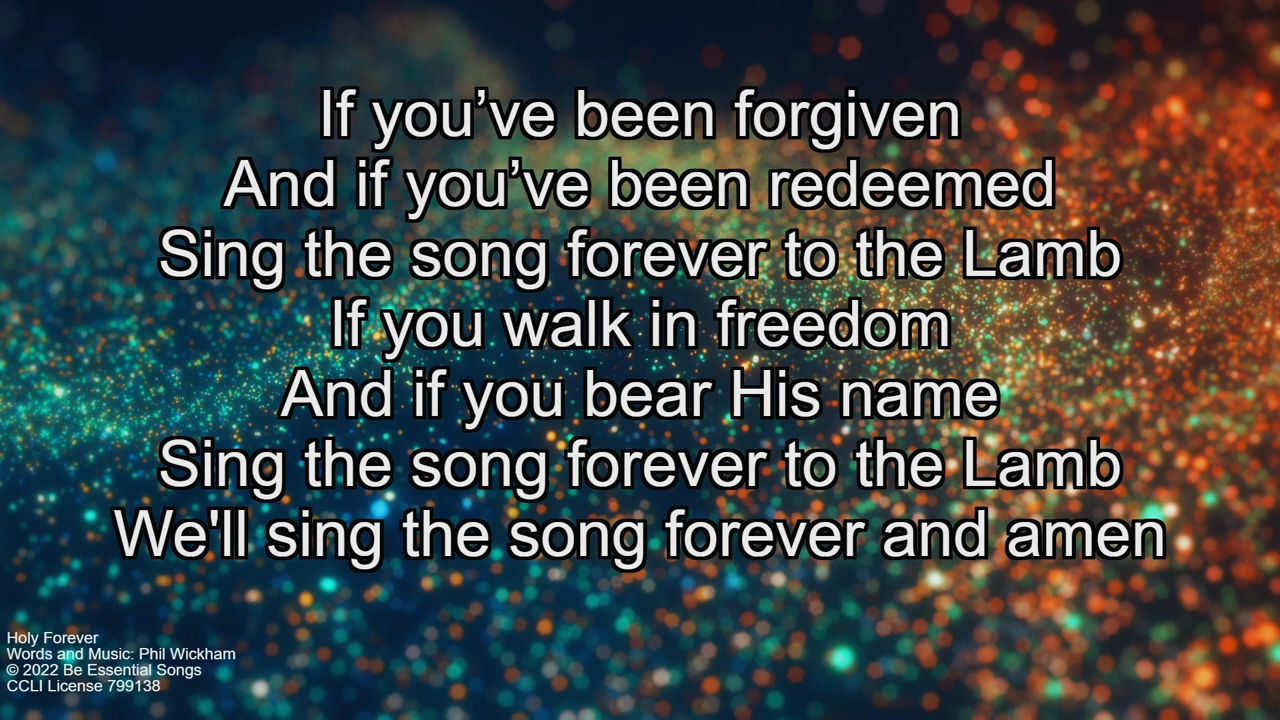 If you’ve been forgiven
And if you’ve been redeemed
Sing the song forever to the Lamb
If you walk in freedom
And if you bear His name
Sing the song forever to the Lamb
We'll sing the song forever and amen
Holy Forever
Words and Music: Phil Wickham
© 2022 Be Essential Songs
CCLI License 799138